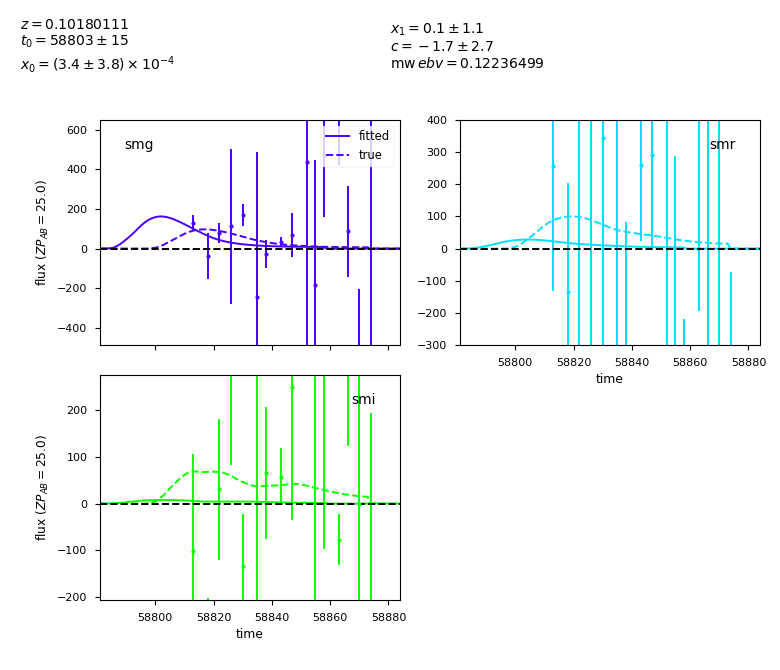 z = 0.10180111
t₀ = 58803 ± 15
x₀ = (3.4 ± 3.8) × 10⁻⁴
x₁ = 0.1 ± 1.1
c = −1.7 ± 2.7
mw ebv = 0.12236499
smg
fitted
true
flux (ZP_AB = 25.0)
600
400
200
0
−200
−400
smr
400
300
200
100
0
−100
−200
−300
58800 58820 58840 58860 58880
time
smi
flux (ZP_AB = 25.0)
200
100
0
−100
−200
58800 58820 58840 58860 58880
time